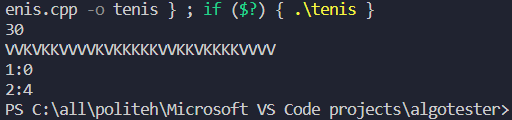 enis.cpp -o tenis } ; if ($?) { .\tenis }
30
VVKVKKVVVVKVKKKKKVVKKVKKKKVVVV
1:0
2:4
PS C:\all\politeh\Microsoft VS Code projects\algotester>